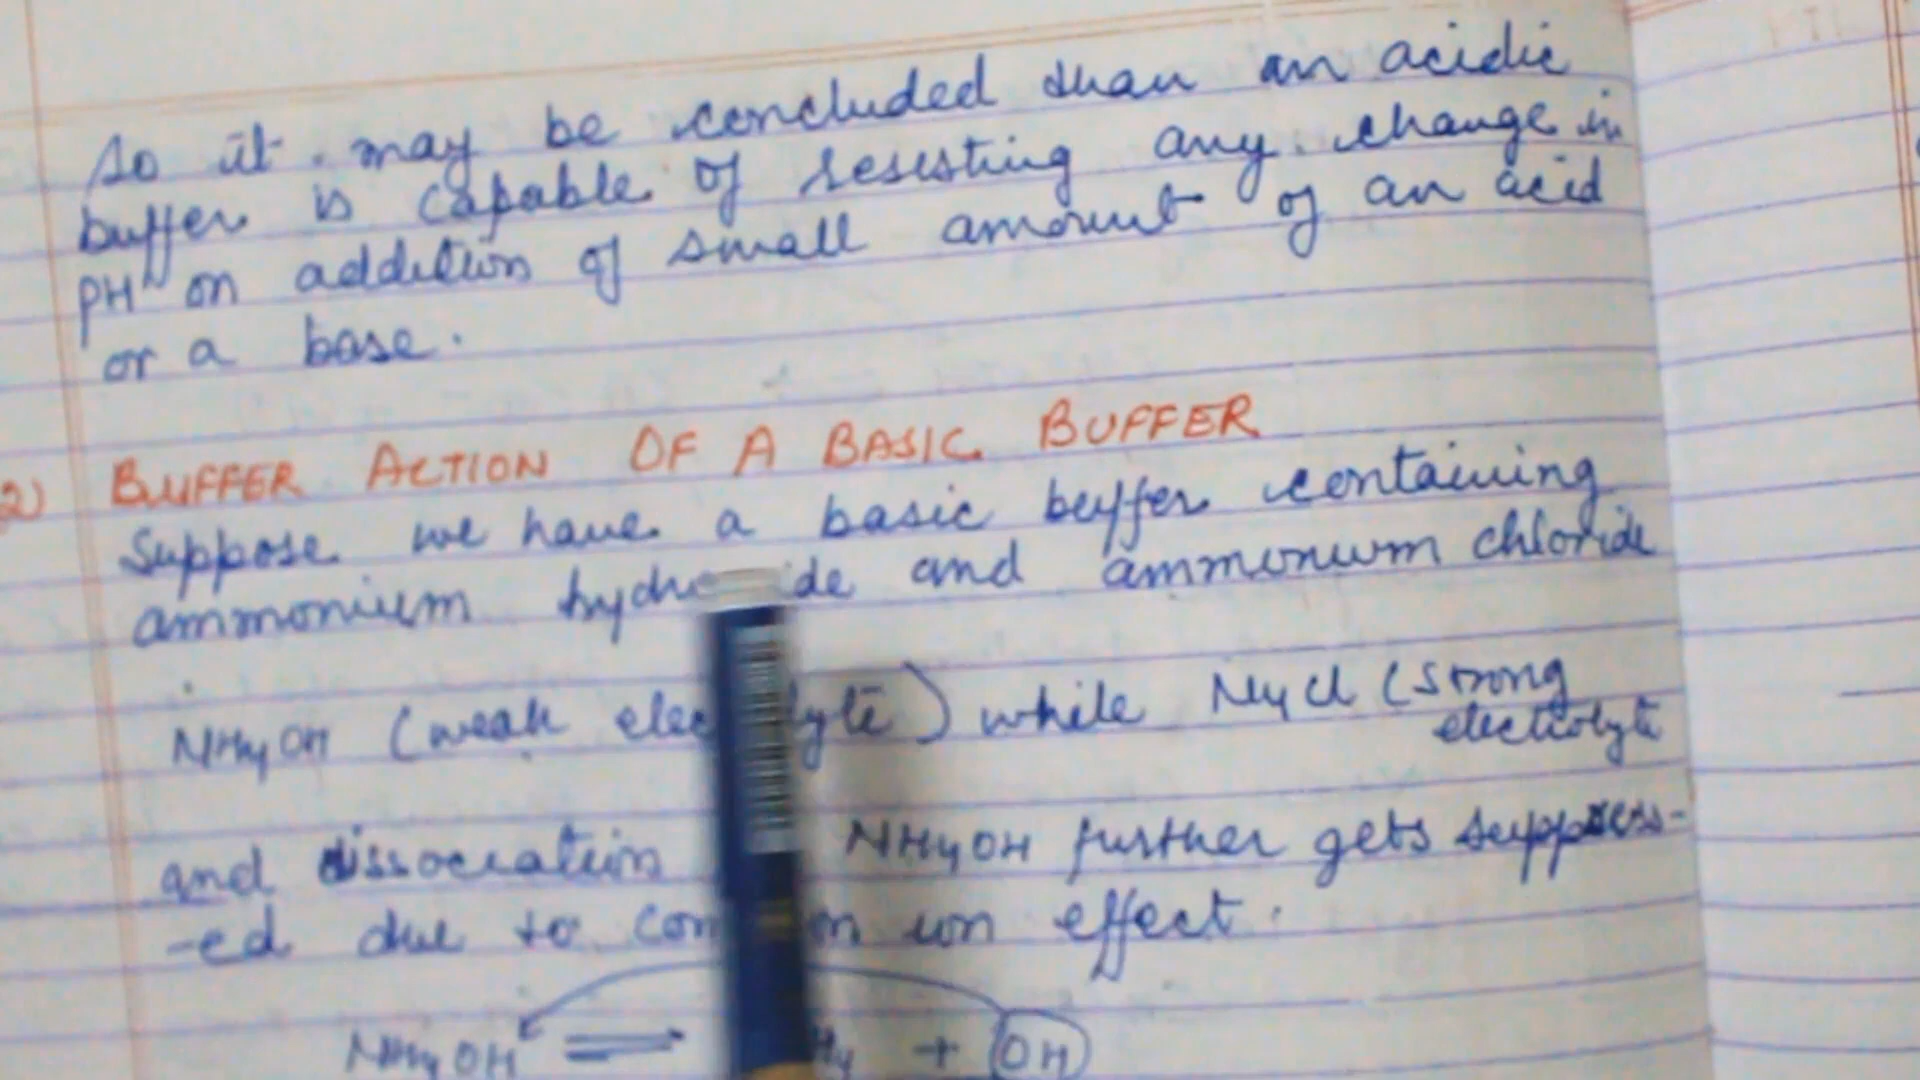 So it may be concluded than an acidic
buffer is capable of resisting any change in
PH on addition of small amount of an acid
or a base.
2) BUFFER ACTION OF A BASIC BUFFER
Suppose we have a basic buffer containing
ammonium and ammonium chloride
NH4OH (weak while NH4Cl (strong
electrolyte
and dissociation NH4OH further gets suppress-
-ed due to ion effect.
NH4OH ⇌ + OH